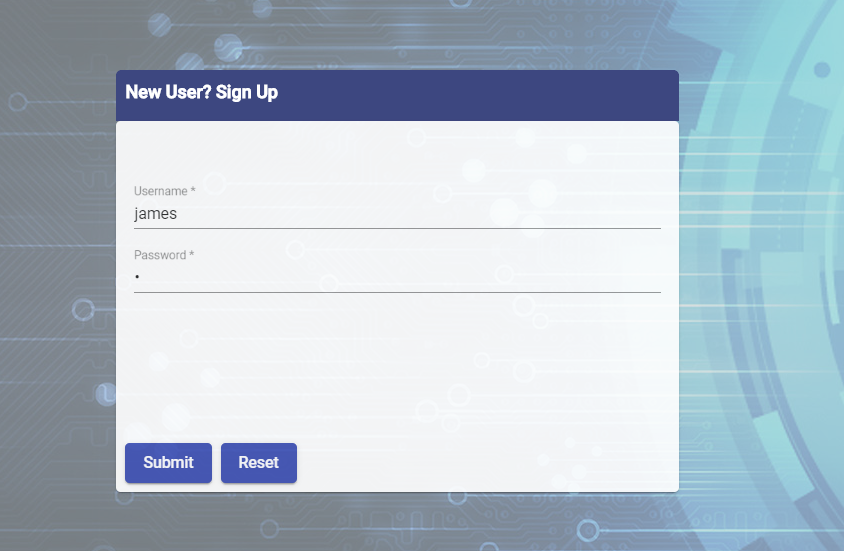 New User? Sign Up
Username *
james
Password *
•
Submit
Reset